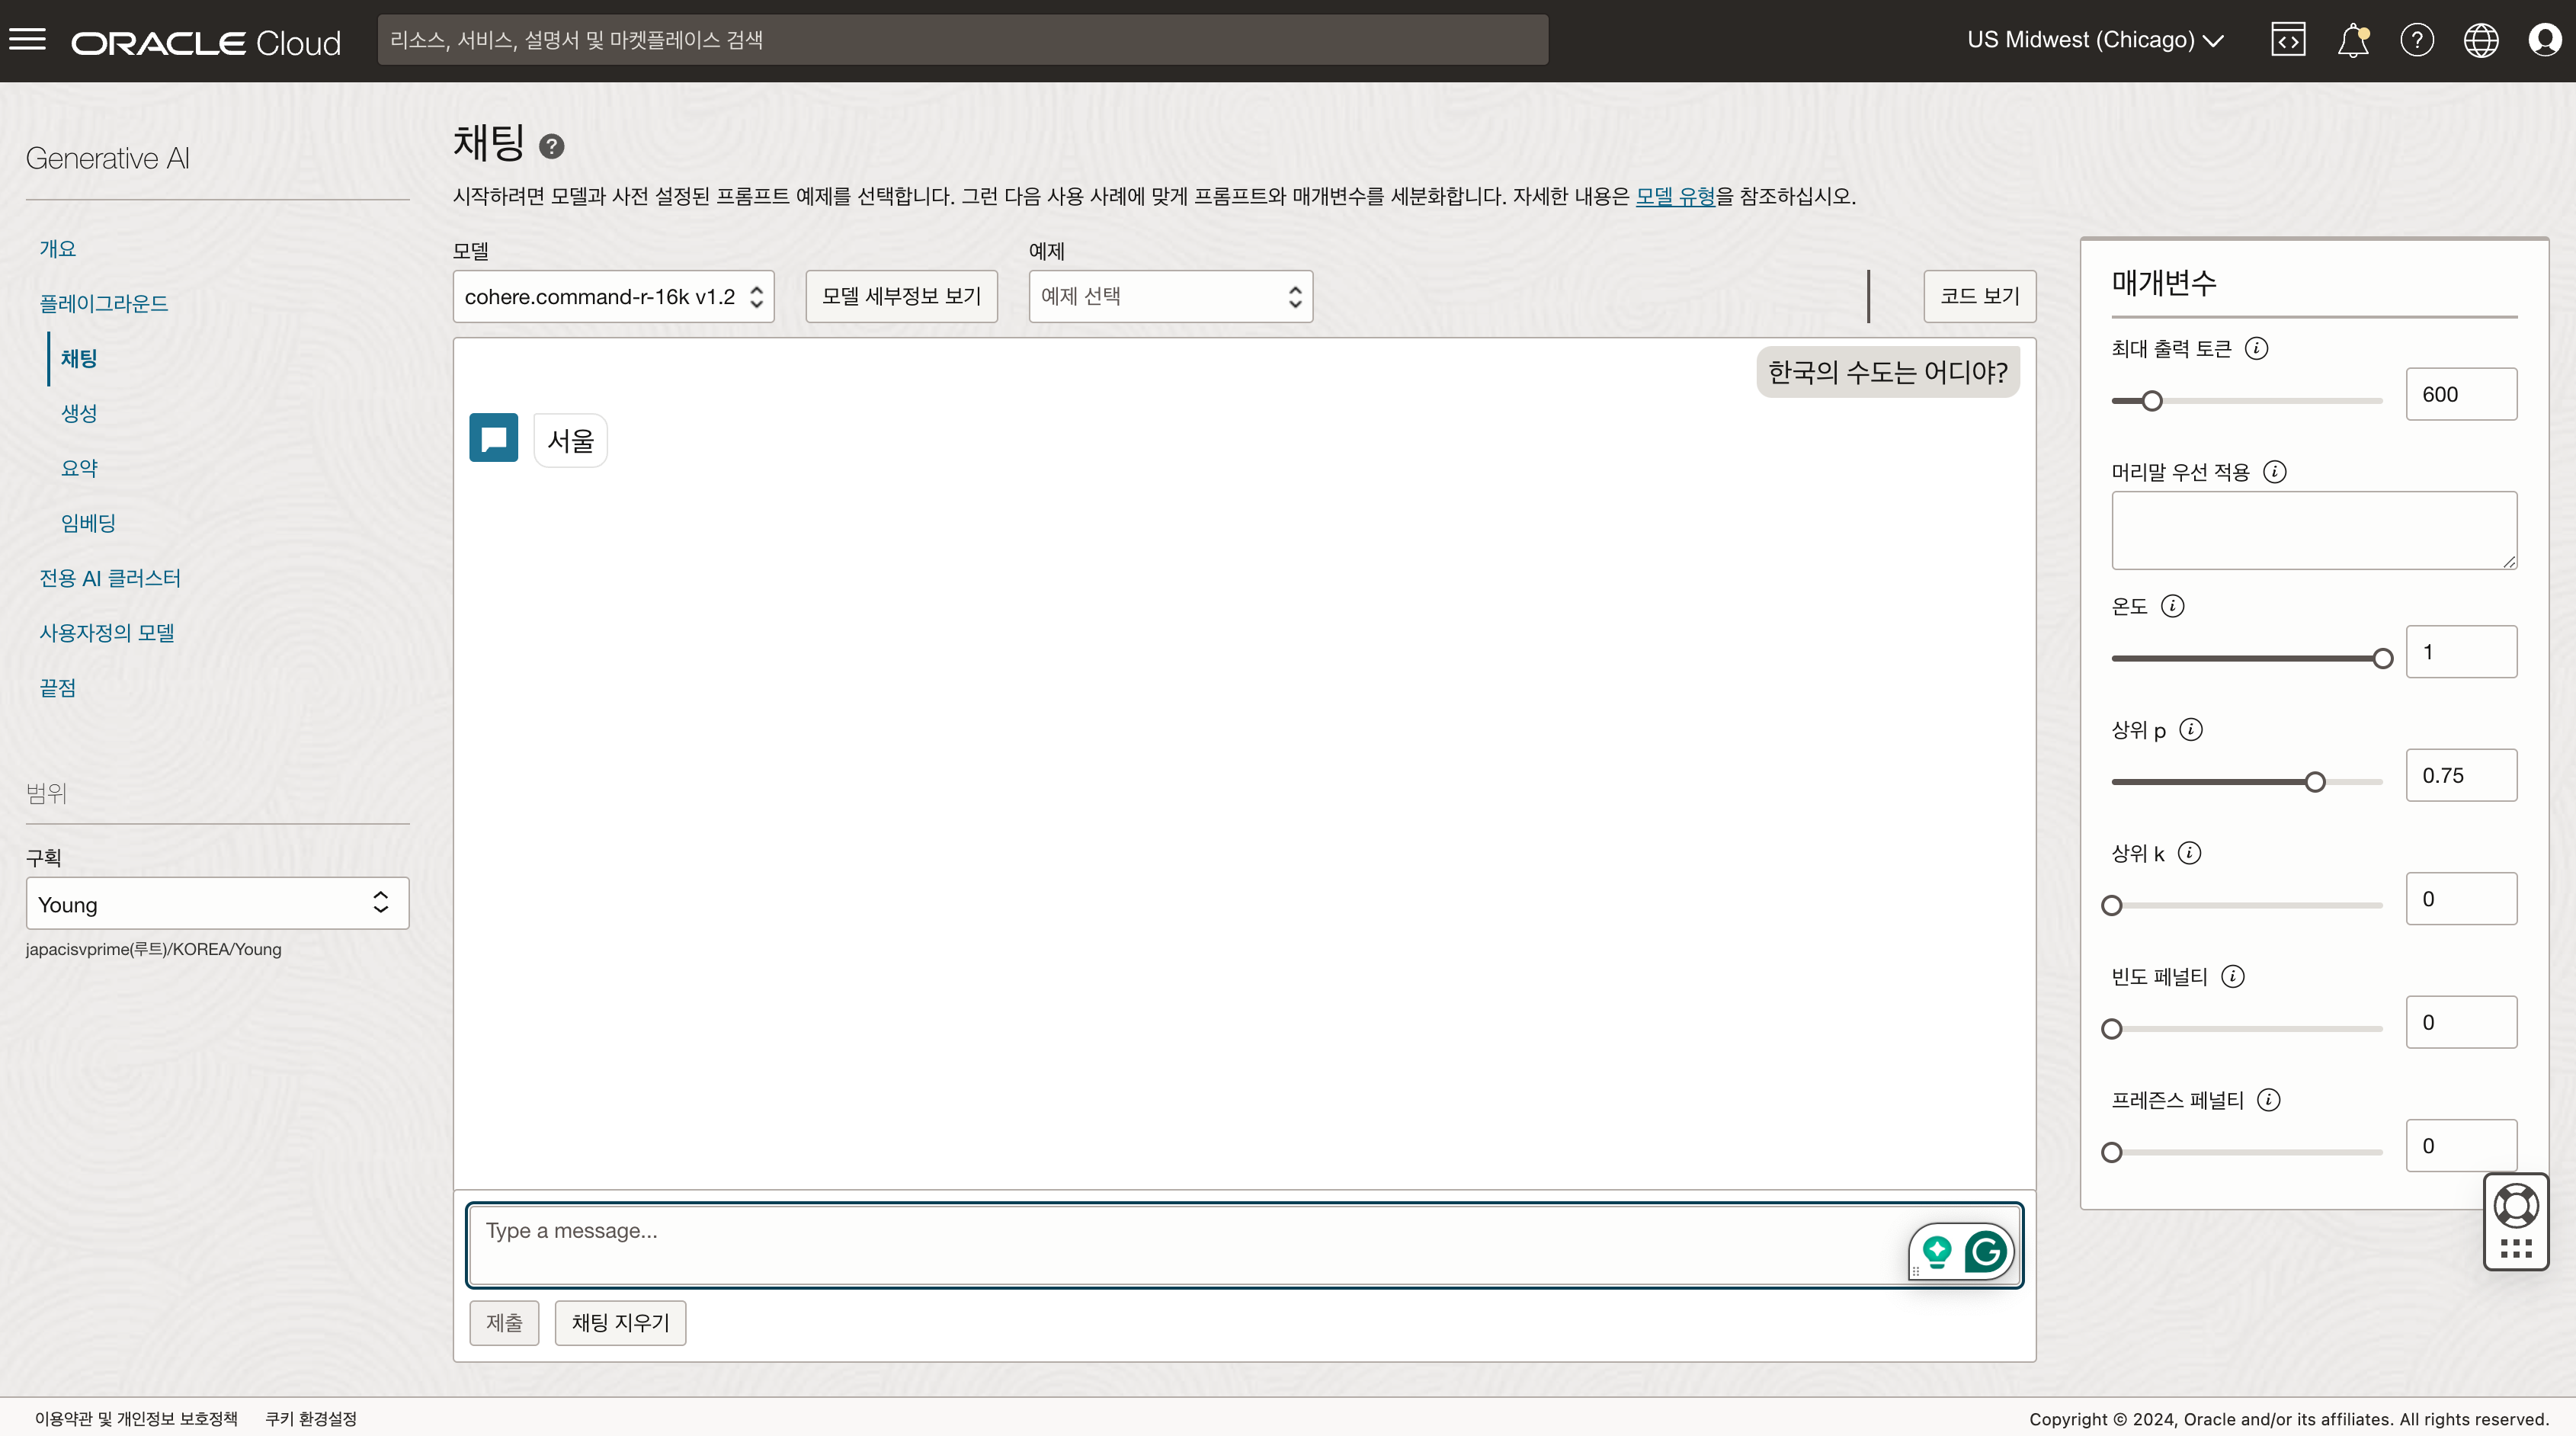 ORACLE Cloud
리소스, 서비스, 설명서 및 마켓플레이스 검색
US Midwest (Chicago)
Generative AI
개요
플레이그라운드
채팅
생성
요약
임베딩
전용 AI 클러스터
사용자정의 모델
끝점
범위
구획
Young
japacisvprime(루트)/KOREA/Young
채팅
시작하려면 모델과 사전 설정된 프롬프트 예제를 선택합니다. 그런 다음 사용 사례에 맞게 프롬프트와 매개변수를 세분화합니다. 자세한 내용은 모델 유형을 참조하십시오.
모델
예제
cohere.command-r-16k v1.2
모델 세부정보 보기
예제 선택
코드 보기
한국의 수도는 어디야?
서울
Type a message...
제출
채팅 지우기
매개변수
최대 출력 토큰
600
머리말 우선 적용
온도
1
상위 p
0.75
상위 k
0
빈도 페널티
0
프레즌스 페널티
0
이용약관 및 개인정보 보호정책
쿠키 환경설정
Copyright © 2024, Oracle and/or its affiliates. All rights reserved.